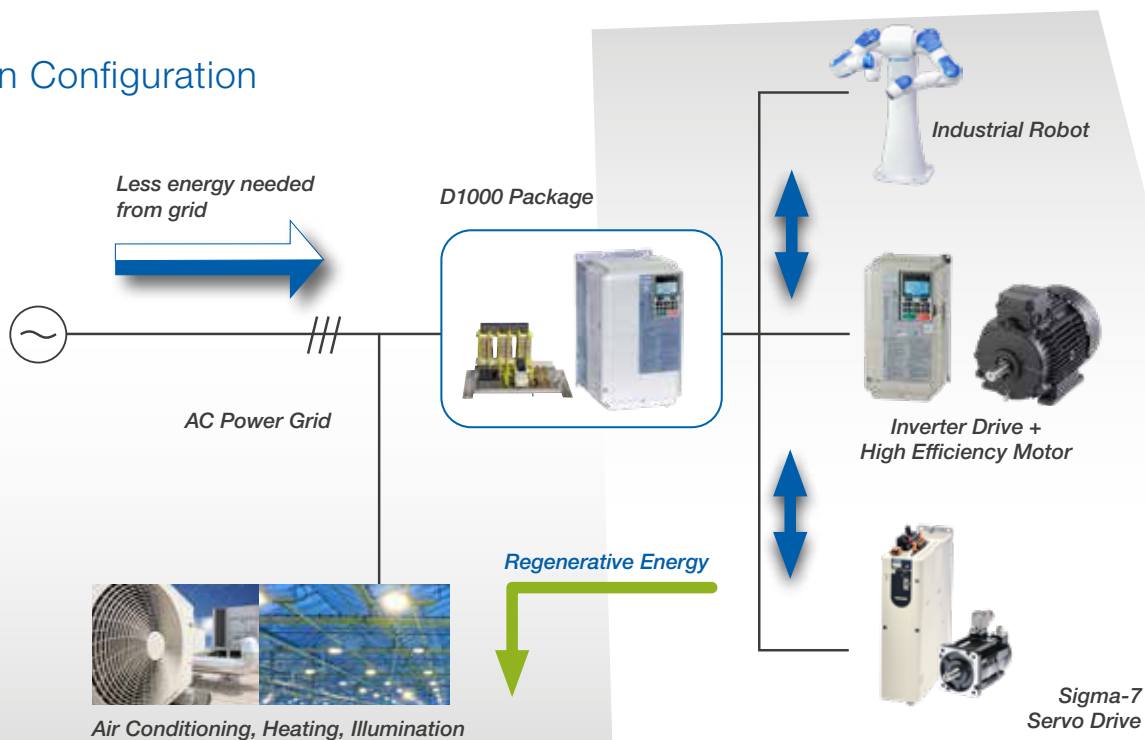 n Configuration
Industrial Robot
Less energy needed
from grid
D1000 Package
AC Power Grid
Inverter Drive +
High Efficiency Motor
Regenerative Energy
Air Conditioning, Heating, Illumination
Sigma-7
Servo Drive